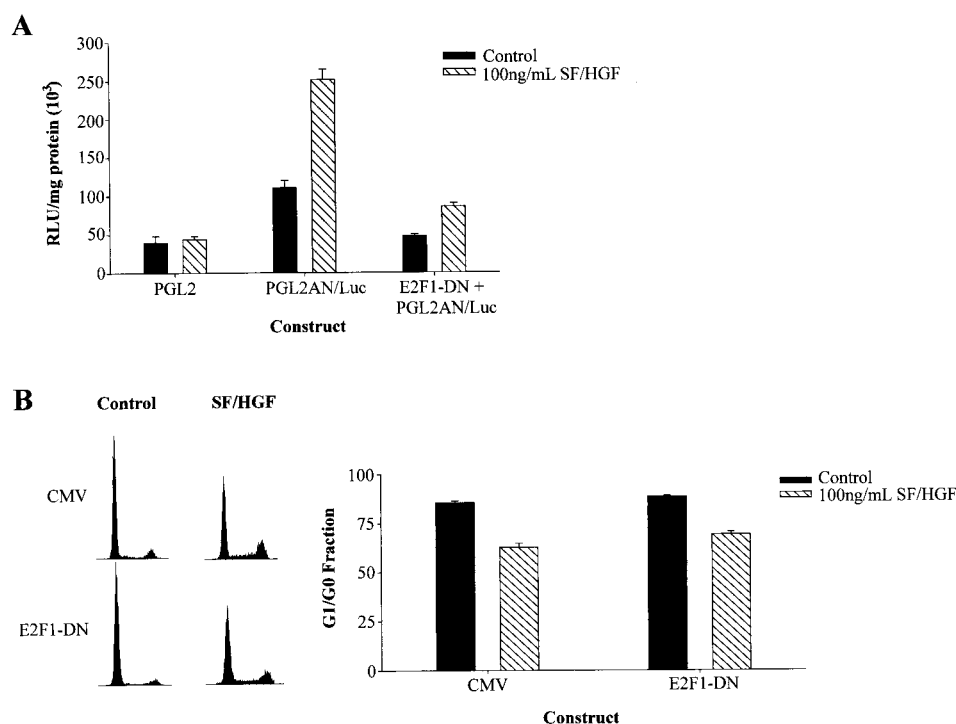 A
Control
100ng/mL SF/HGF
RLU/mg protein (10³)
300
250
200
150
100
50
0
PGL2
PGL2AN/Luc
E2F1-DN +
PGL2AN/Luc
Construct
B
Control
SF/HGF
CMV
E2F1-DN
Control
100ng/mL SF/HGF
G1/G0 Fraction
100
75
50
25
0
CMV
E2F1-DN
Construct